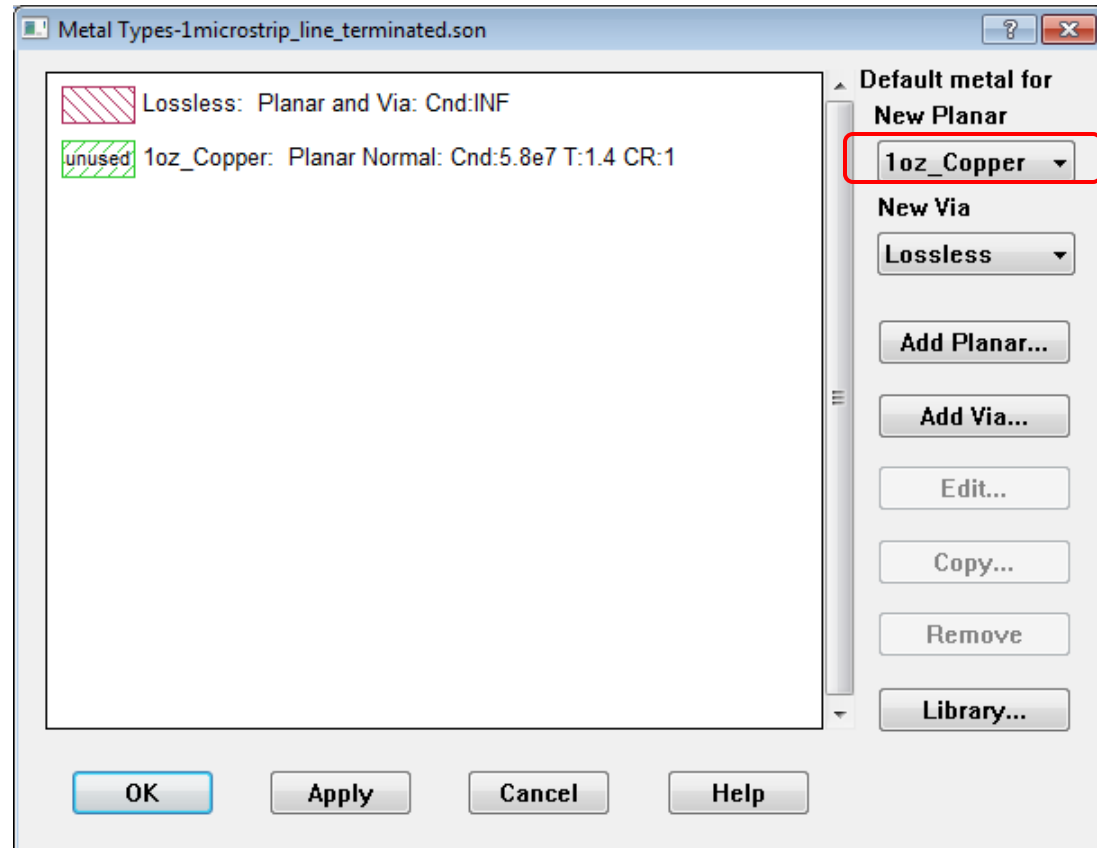 Metal Types-1microstrip_line_terminated.son
Lossless: Planar and Via: Cnd:INF
unused 1oz_Copper: Planar Normal: Cnd:5.8e7 T:1.4 CR:1
Default metal for
New Planar
1oz_Copper
New Via
Lossless
Add Planar...
Add Via...
Edit...
Copy...
Remove
Library...
OK
Apply
Cancel
Help